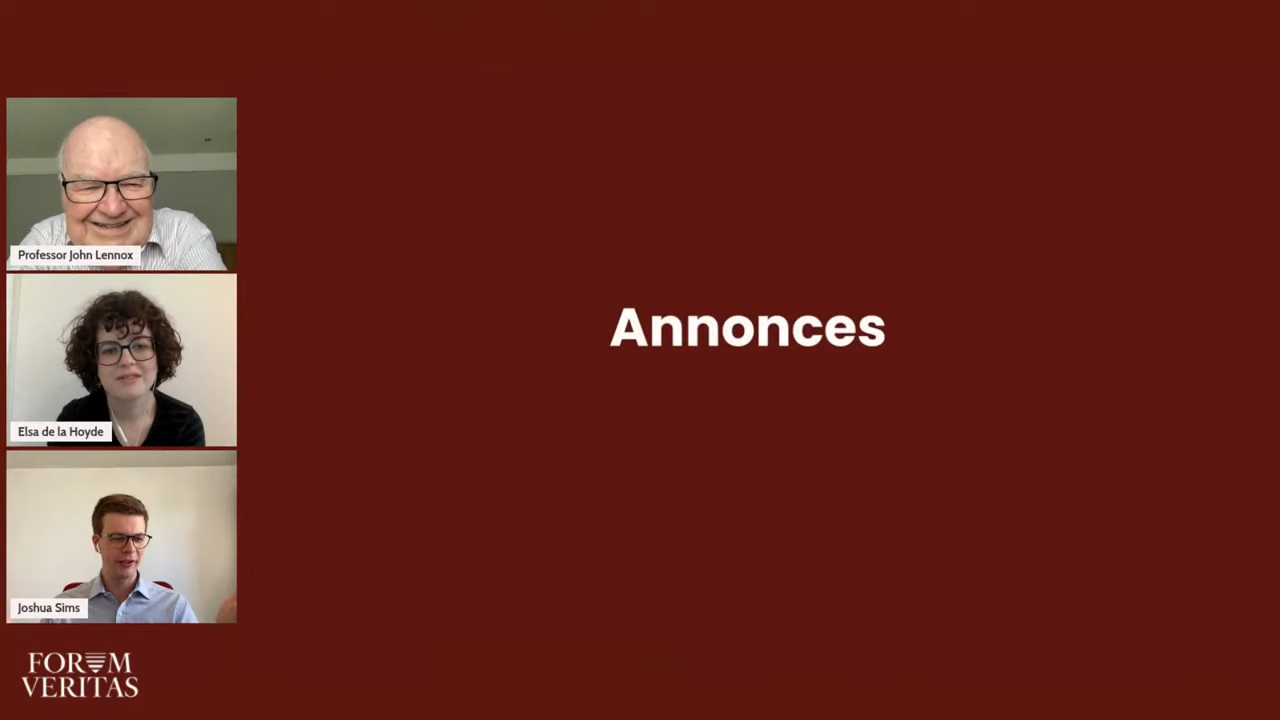 Professor John Lennox
Elsa de la Hoyde
Joshua Sims
Annonces
FORUM
VERITAS